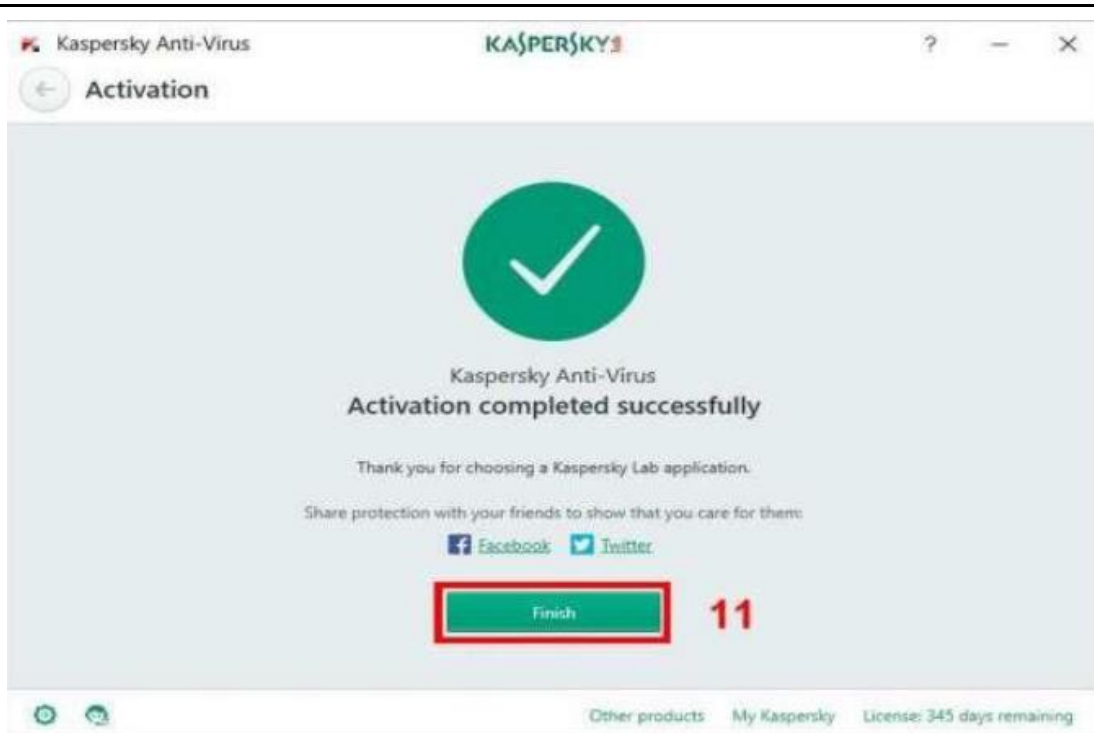 Kaspersky Anti-Virus KASPERSKY ? — ×
Activation
Kaspersky Anti-Virus
Activation completed successfully
Thank you for choosing a Kaspersky Lab application.
Share protection with your friends to show that you care for them:
Facebook Twitter
Finish 11
Other products My Kaspersky License: 345 days remaining